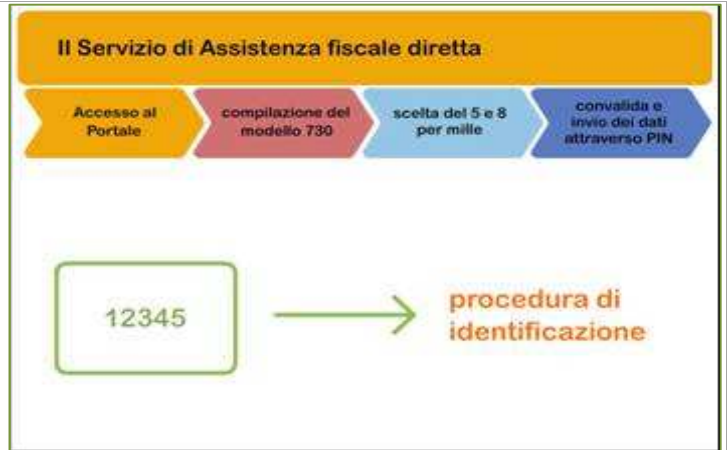 Il Servizio di Assistenza fiscale diretta
Accesso al
Portale
compilazione del
modello 730
scelta del 5 e 8
per mille
convalida e
invio dei dati
attraverso PIN
12345
procedura di
identificazione